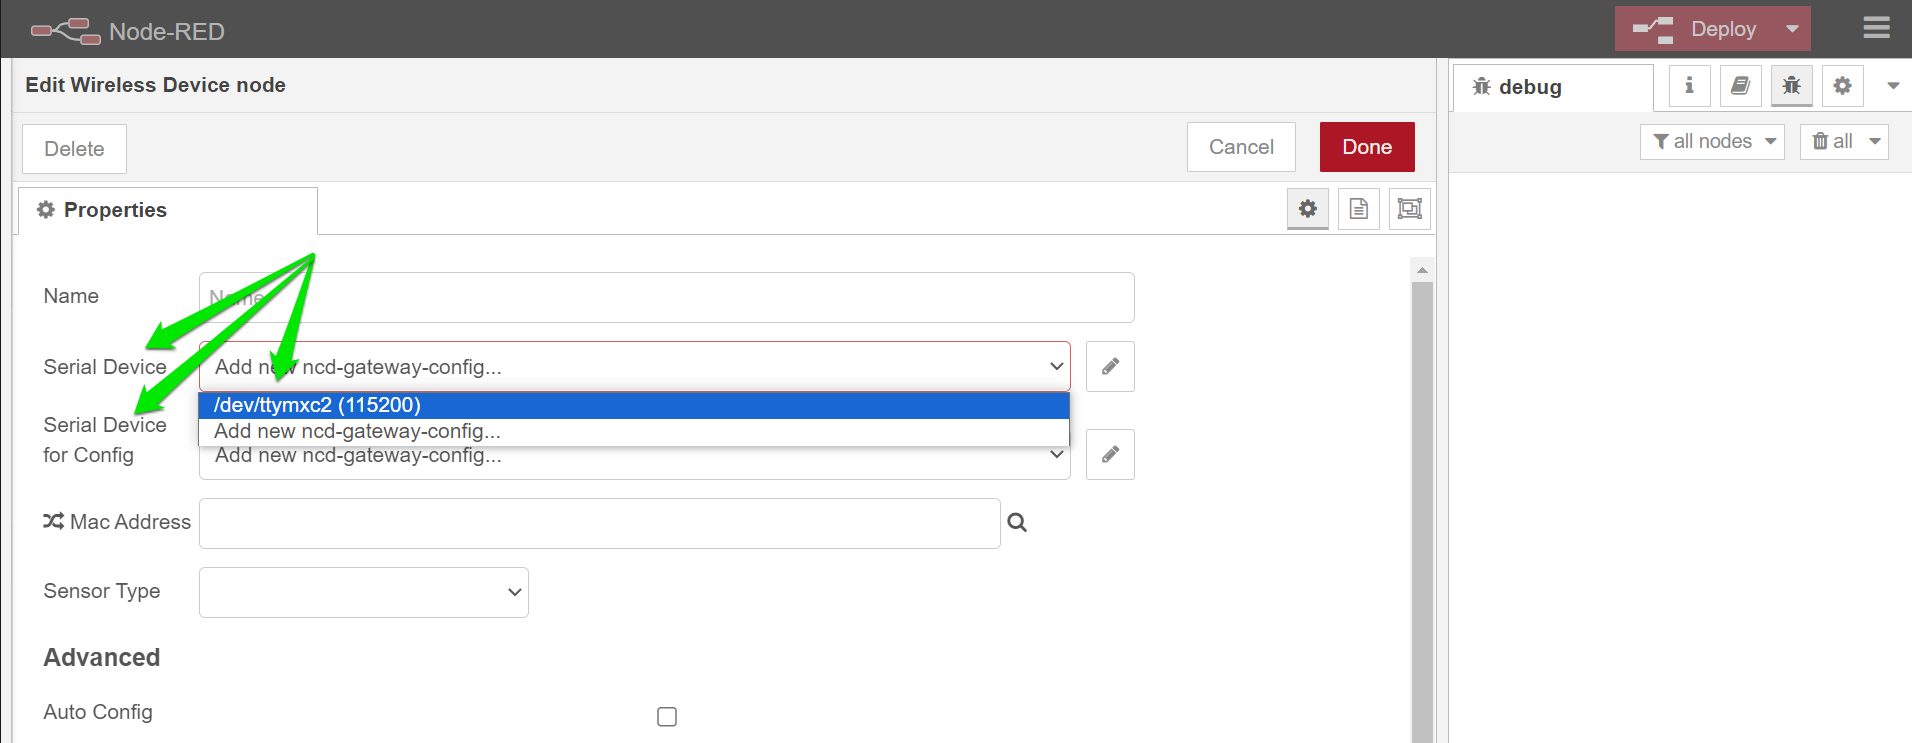 Node-RED
Deploy
Edit Wireless Device node
debug
Delete
Cancel
Done
all nodes
all
Properties
Name
Name
Serial Device
Add new ncd-gateway-config...
/dev/ttymxc2 (115200)
Add new ncd-gateway-config...
Serial Device
for Config
Add new ncd-gateway-config...
Mac Address
Sensor Type
Advanced
Auto Config